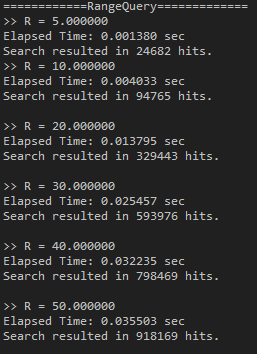 ============RangeQuery=============
>> R = 5.000000
Elapsed Time: 0.001380 sec
Search resulted in 24682 hits.
>> R = 10.000000
Elapsed Time: 0.004033 sec
Search resulted in 94765 hits.
>> R = 20.000000
Elapsed Time: 0.013795 sec
Search resulted in 329443 hits.
>> R = 30.000000
Elapsed Time: 0.025457 sec
Search resulted in 593976 hits.
>> R = 40.000000
Elapsed Time: 0.032235 sec
Search resulted in 798469 hits.
>> R = 50.000000
Elapsed Time: 0.035503 sec
Search resulted in 918169 hits.